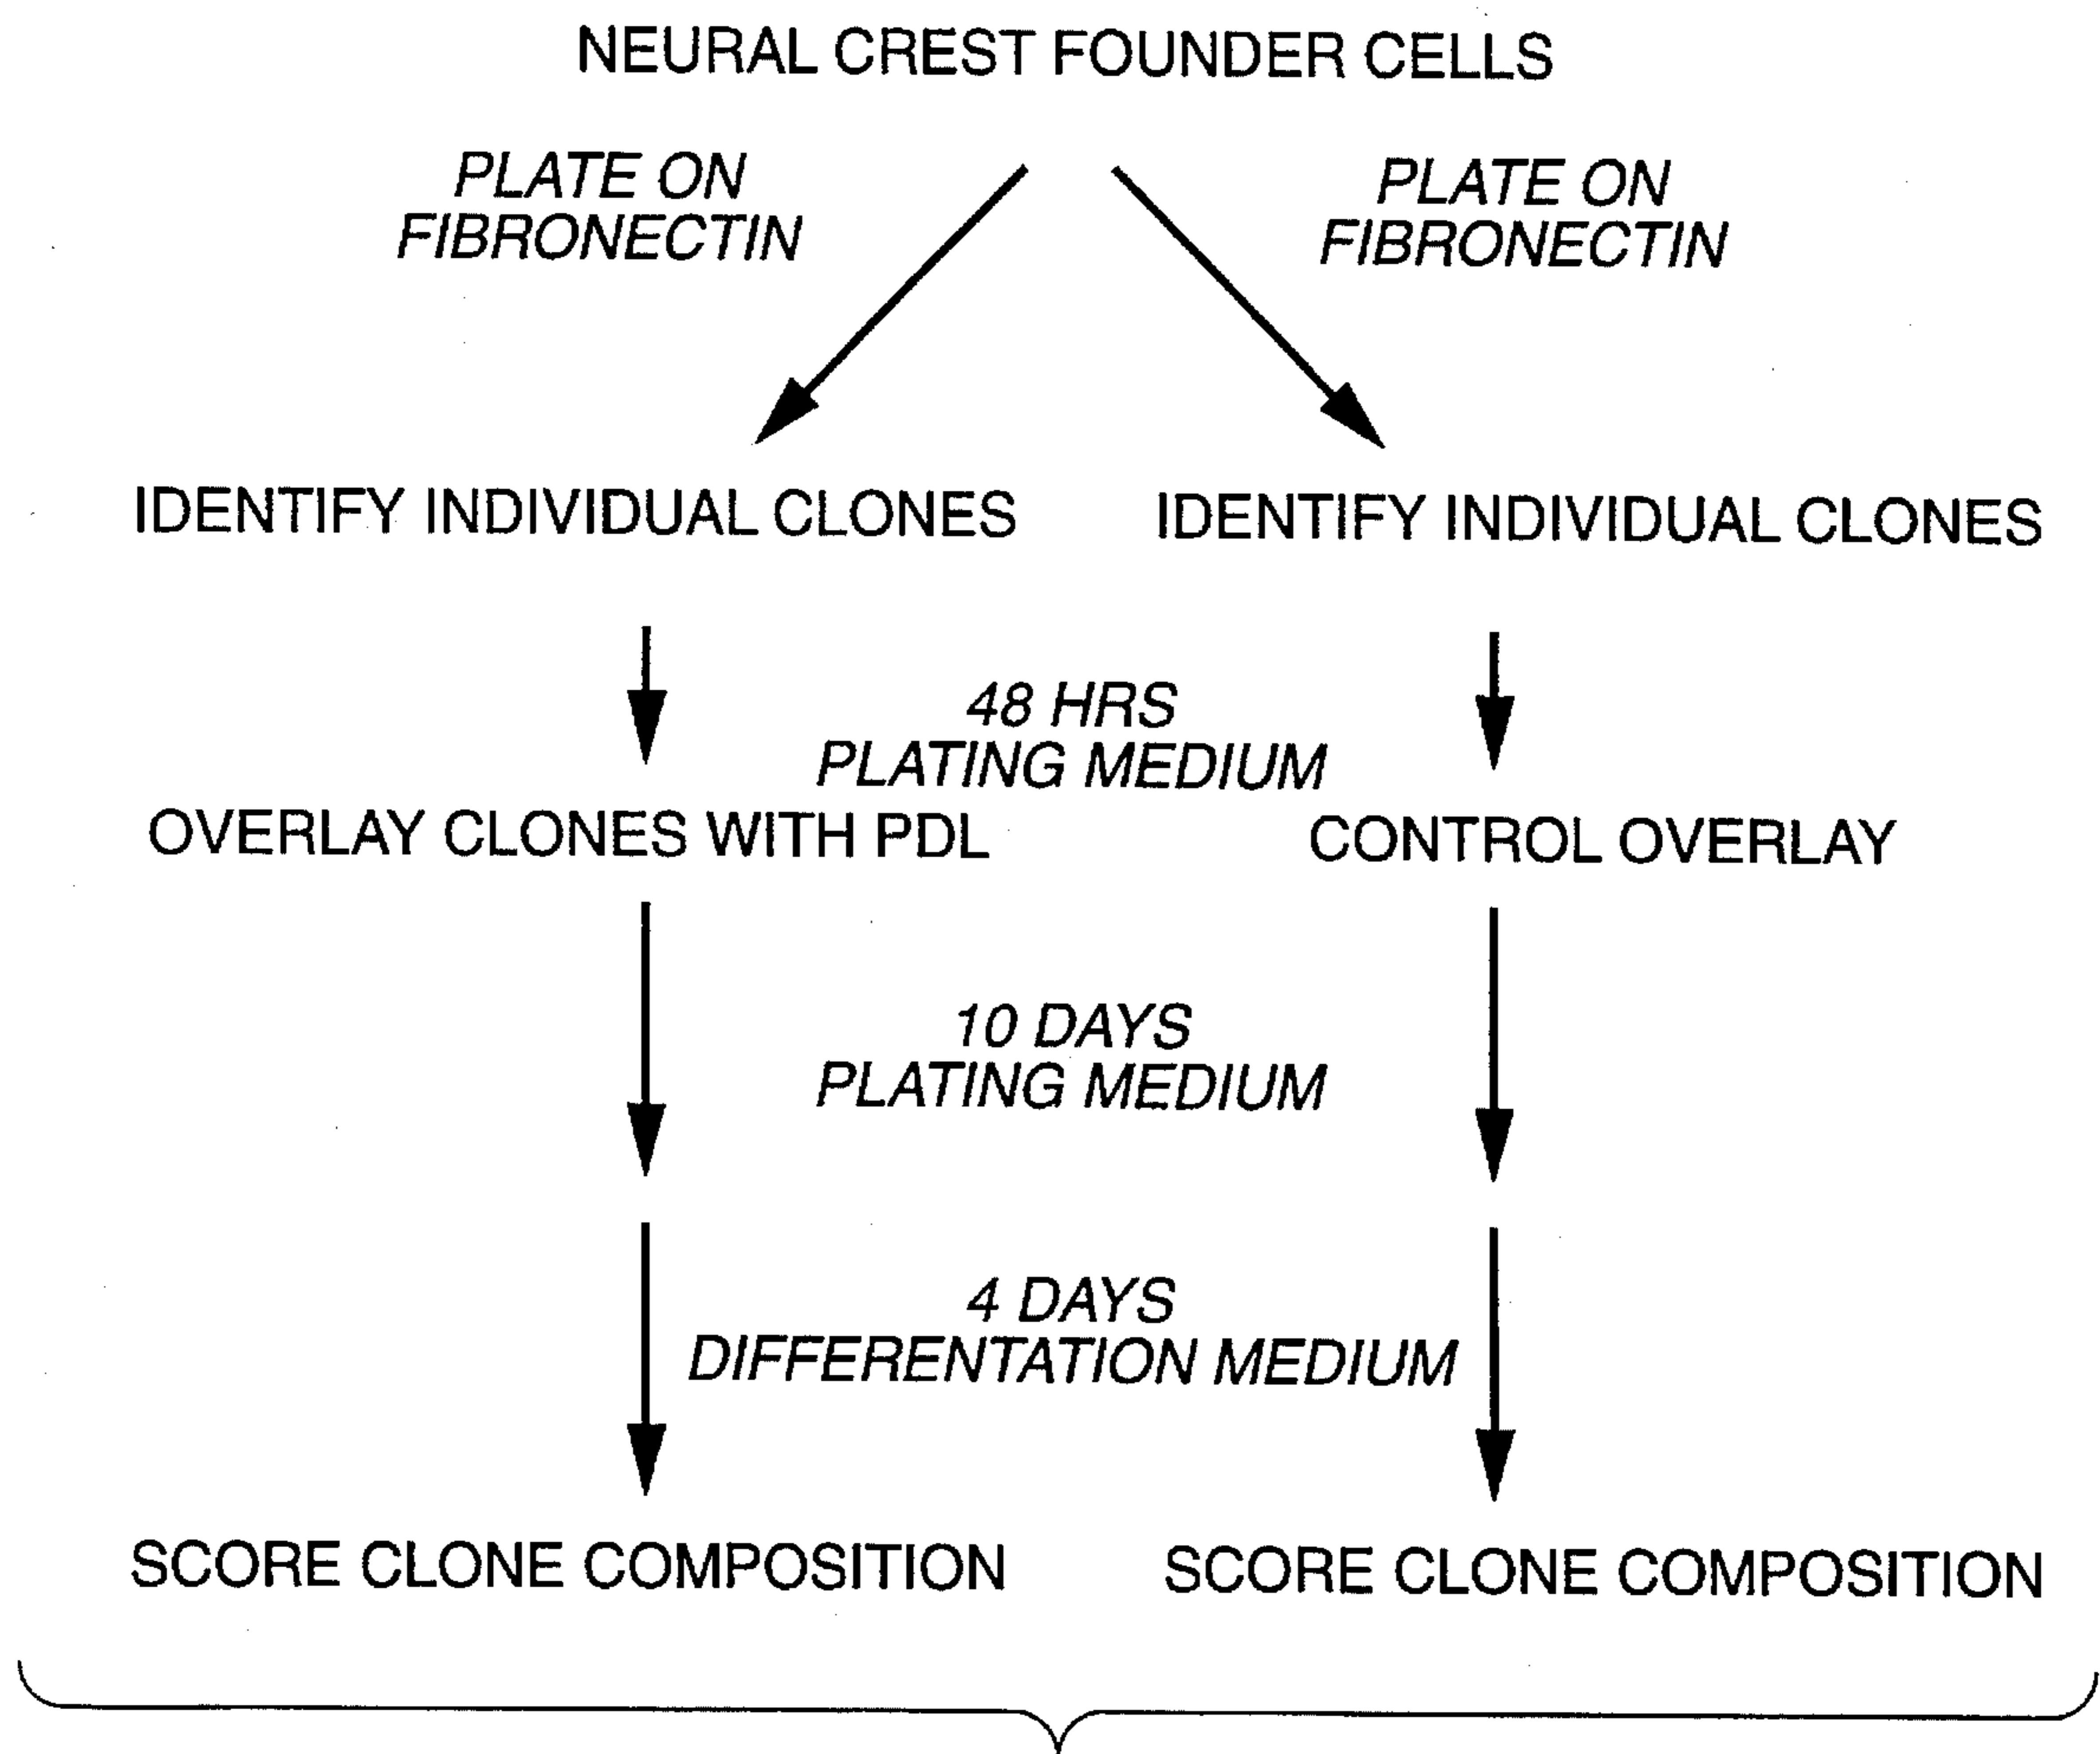 NEURAL CREST FOUNDER CELLS
PLATE ON
FIBRONECTIN
PLATE ON
FIBRONECTIN
IDENTIFY INDIVIDUAL CLONES
IDENTIFY INDIVIDUAL CLONES
48 HRS
PLATING MEDIUM
OVERLAY CLONES WITH PDL
CONTROL OVERLAY
10 DAYS
PLATING MEDIUM
4 DAYS
DIFFERENTATION MEDIUM
SCORE CLONE COMPOSITION
SCORE CLONE COMPOSITION